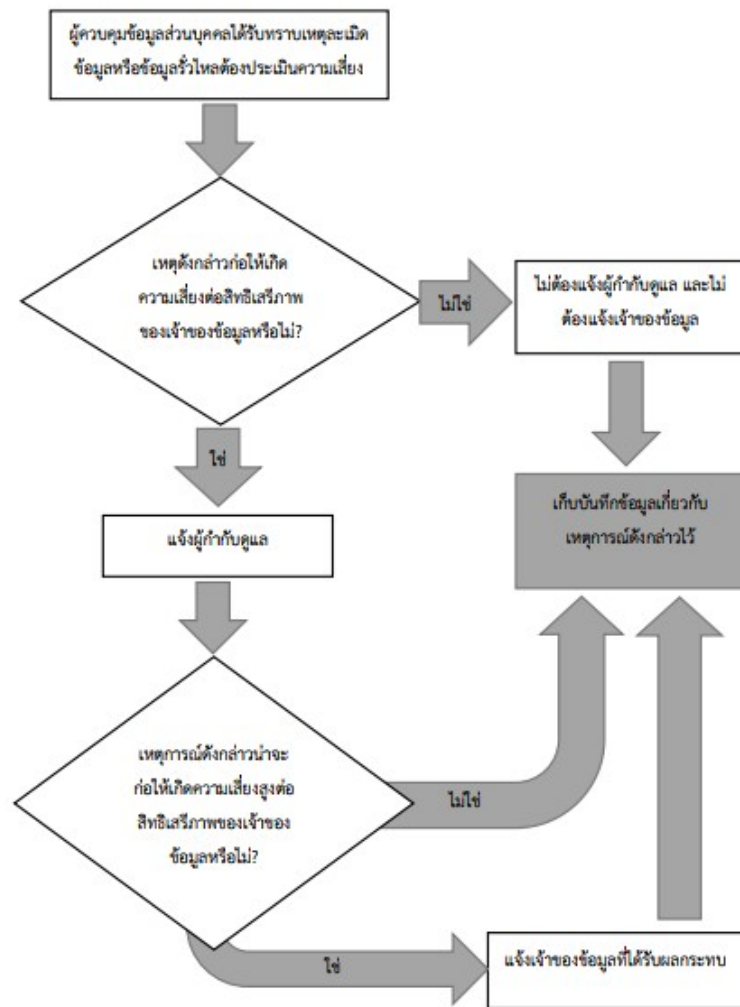 ผู้ควบคุมข้อมูลส่วนบุคคลได้รับทราบเหตุละเมิด
ข้อมูลหรือข้อมูลรั่วไหลต้องประเมินความเสี่ยง
เหตุดังกล่าวก่อให้เกิด
ความเสี่ยงต่อสิทธิเสรีภาพ
ของเจ้าของข้อมูลหรือไม่?
ไม่ใช่
ไม่ต้องแจ้งผู้กำกับดูแล และไม่
ต้องแจ้งเจ้าของข้อมูล
ใช่
เก็บบันทึกข้อมูลเกี่ยวกับ
เหตุการณ์ดังกล่าวไว้
แจ้งผู้กำกับดูแล
เหตุการณ์ดังกล่าวน่าจะ
ก่อให้เกิดความเสี่ยงสูงต่อ
สิทธิเสรีภาพของเจ้าของ
ข้อมูลหรือไม่?
ไม่ใช่
ใช่
แจ้งเจ้าของข้อมูลที่ได้รับผลกระทบ